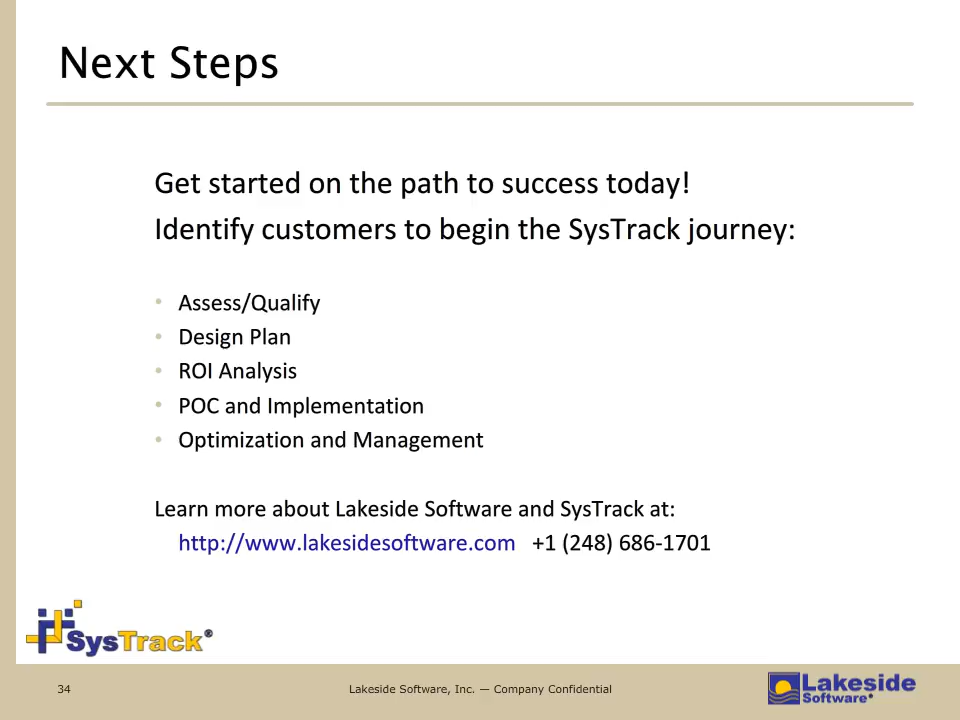 Next Steps
Get started on the path to success today!
Identify customers to begin the SysTrack journey:
• Assess/Qualify
• Design Plan
• ROI Analysis
• POC and Implementation
• Optimization and Management
Learn more about Lakeside Software and SysTrack at:
http://www.lakesidesoftware.com +1 (248) 686-1701
SysTrack®
34
Lakeside Software, Inc. — Company Confidential
Lakeside
Software®